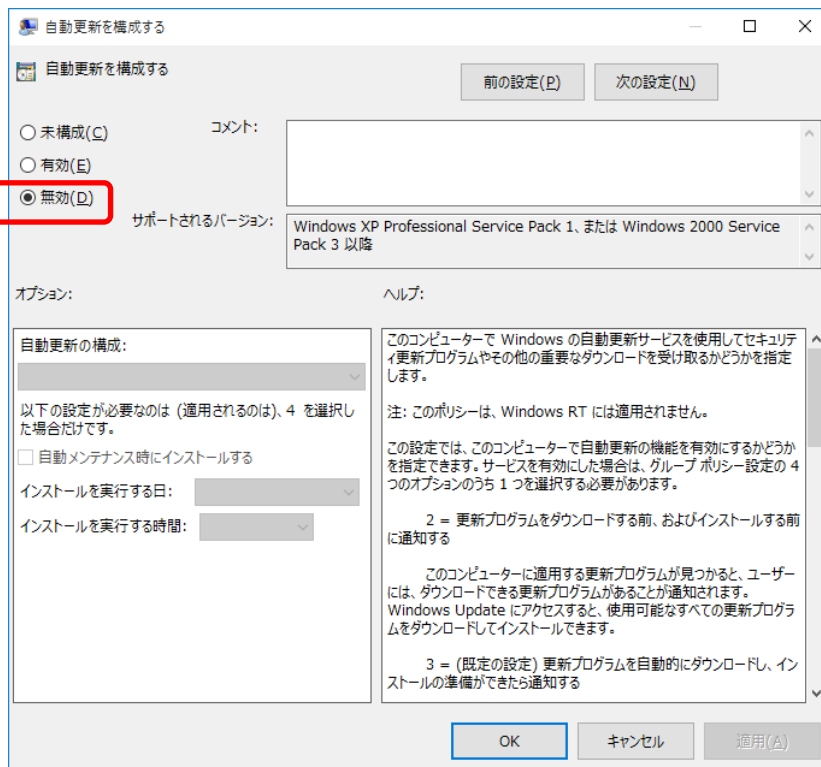 自動更新を構成する
自動更新を構成する
前の設定(P)
次の設定(N)
未構成(C)
コメント:
有効(E)
無効(D)
サポートされるバージョン:
Windows XP Professional Service Pack 1、または Windows 2000 Service
Pack 3 以降
オプション:
ヘルプ:
自動更新の構成:
以下の設定が必要なのは (適用されるのは)、4 を選択し
た場合だけです。
自動メンテナンス時にインストールする
インストールを実行する日:
インストールを実行する時間:
このコンピューターで Windows の自動更新サービスを使用してセキュリテ
ィ更新プログラムやその他の重要なダウンロードを受け取るかどうかを指定
します。
注: このポリシーは、Windows RT には適用されません。
この設定では、このコンピューターで自動更新の機能を有効にするかどうか
を指定できます。サービスを有効にした場合は、グループ ポリシー設定の 4
つのオプションのうち 1 つを選択する必要があります。
2 = 更新プログラムをダウンロードする前、およびインストールする前
に通知する
このコンピューターに適用する更新プログラムが見つかると、ユーザー
には、ダウンロードできる更新プログラムがあることが通知されます。
Windows Update にアクセスすると、使用可能なすべての更新プログラ
ムをダウンロードしてインストールできます。
3 = (既定の設定) 更新プログラムを自動的にダウンロードし、イン
ストールの準備ができたら通知する
OK
キャンセル
適用(A)